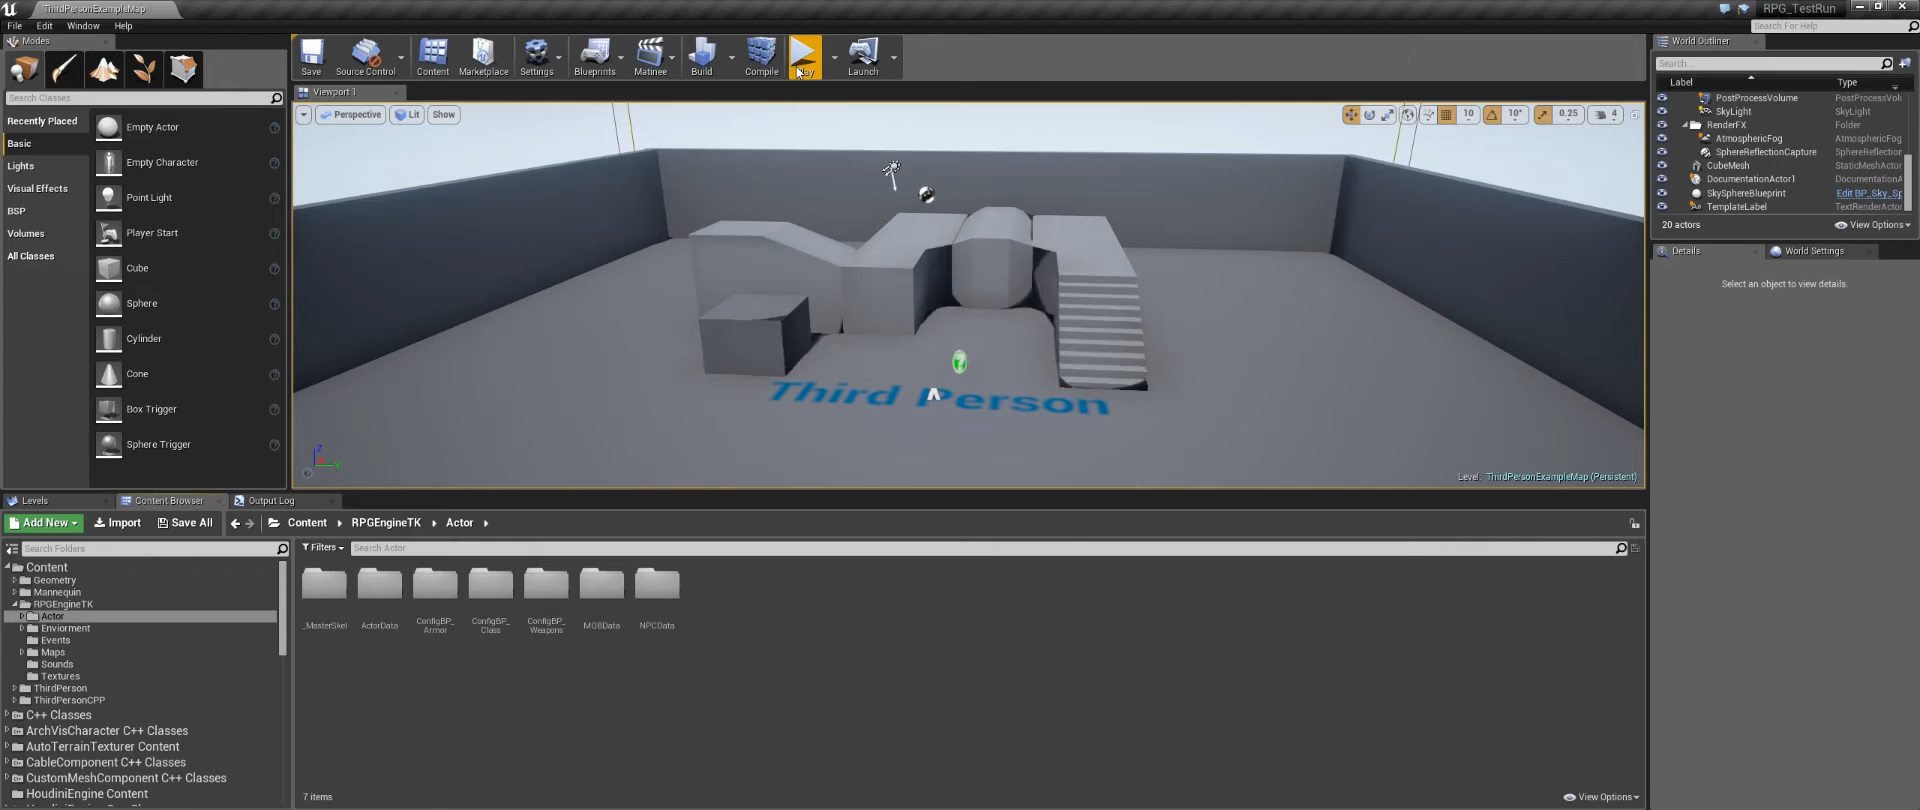 ThirdPersonExampleMap
RPG_TestRun
File Edit Window Help
Search For Help
Modes
Search Classes
Recently Placed
Basic
Lights
Visual Effects
BSP
Volumes
All Classes
Empty Actor
Empty Character
Point Light
Player Start
Cube
Sphere
Cylinder
Cone
Box Trigger
Sphere Trigger
Save
Source Control
Content
Marketplace
Settings
Blueprints
Matinee
Build
Compile
Launch
Viewport 1
Perspective
Lit
Show
10
10°
0.25
4
Third Person
Z
Y
Level: ThirdPersonExampleMap (Persistent)
World Outliner
Search...
Label Type
PostProcessVolume PostProcessVolu
SkyLight SkyLight
RenderFX Folder
AtmosphericFog AtmosphericFog
SphereReflectionCapture SphereReflection
CubeMesh StaticMeshActor
DocumentationActor1 DocumentationA
SkySphereBlueprint Edit BP_Sky_Sp
TemplateLabel TextRenderActor
20 actors
View Options
Details
World Settings
Select an object to view details.
Levels
Content Browser
Output Log
Add New
Import
Save All
Content
RPGEngineTK
Actor
Search Folders
Filters
Search Actor
Content
Geometry
Mannequin
RPGEngineTK
Actor
Enviorment
Events
Maps
Sounds
Textures
ThirdPerson
ThirdPersonCPP
C++ Classes
ArchVisCharacter C++ Classes
AutoTerrainTexturer Content
CableComponent C++ Classes
CustomMeshComponent C++ Classes
HoudiniEngine Content
_MasterSkel
ActorData
ConfigBP_
Armor
ConfigBP_
Class
ConfigBP_
Weapons
MOBData
NPCData
7 items
View Options